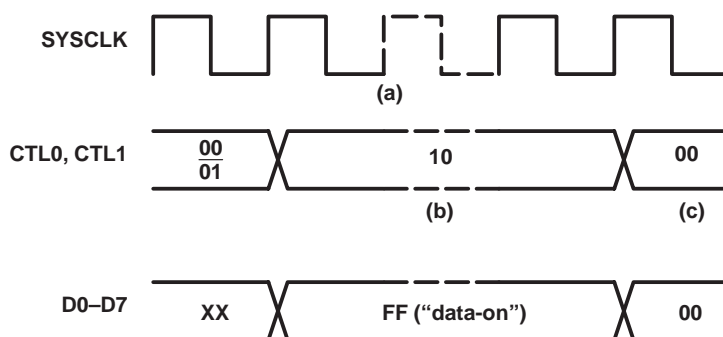 SYSCLK
(a)
CTL0, CTL1
00
01
10
00
(b)
(c)
D0–D7
XX
FF (“data-on”)
00